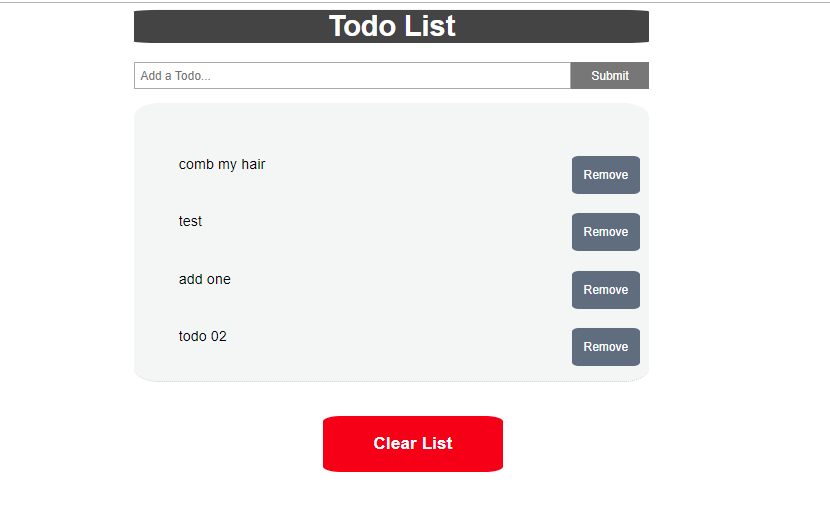 Todo List
Add a Todo...
Submit
comb my hair
Remove
test
Remove
add one
Remove
todo 02
Remove
Clear List